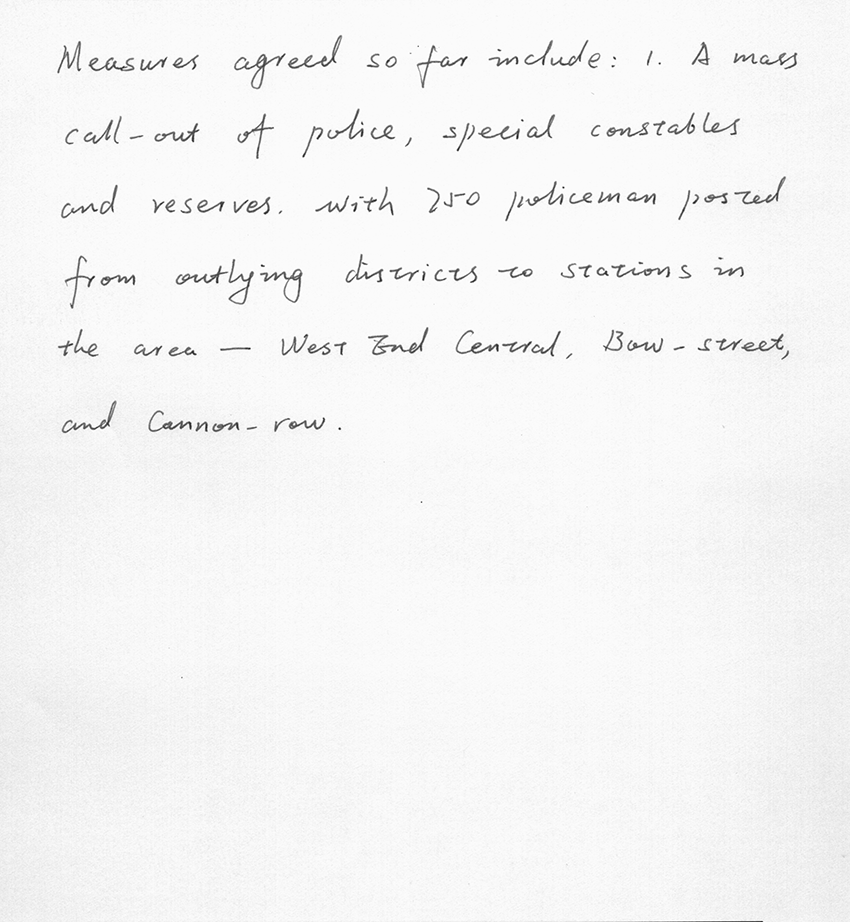 Measures agreed so far include: 1. A mass
call-out of police, special constables
and reserves. with 250 policeman posted
from outlying districts to stations in
the area — West End Central, Bow-street,
and Cannon-row.